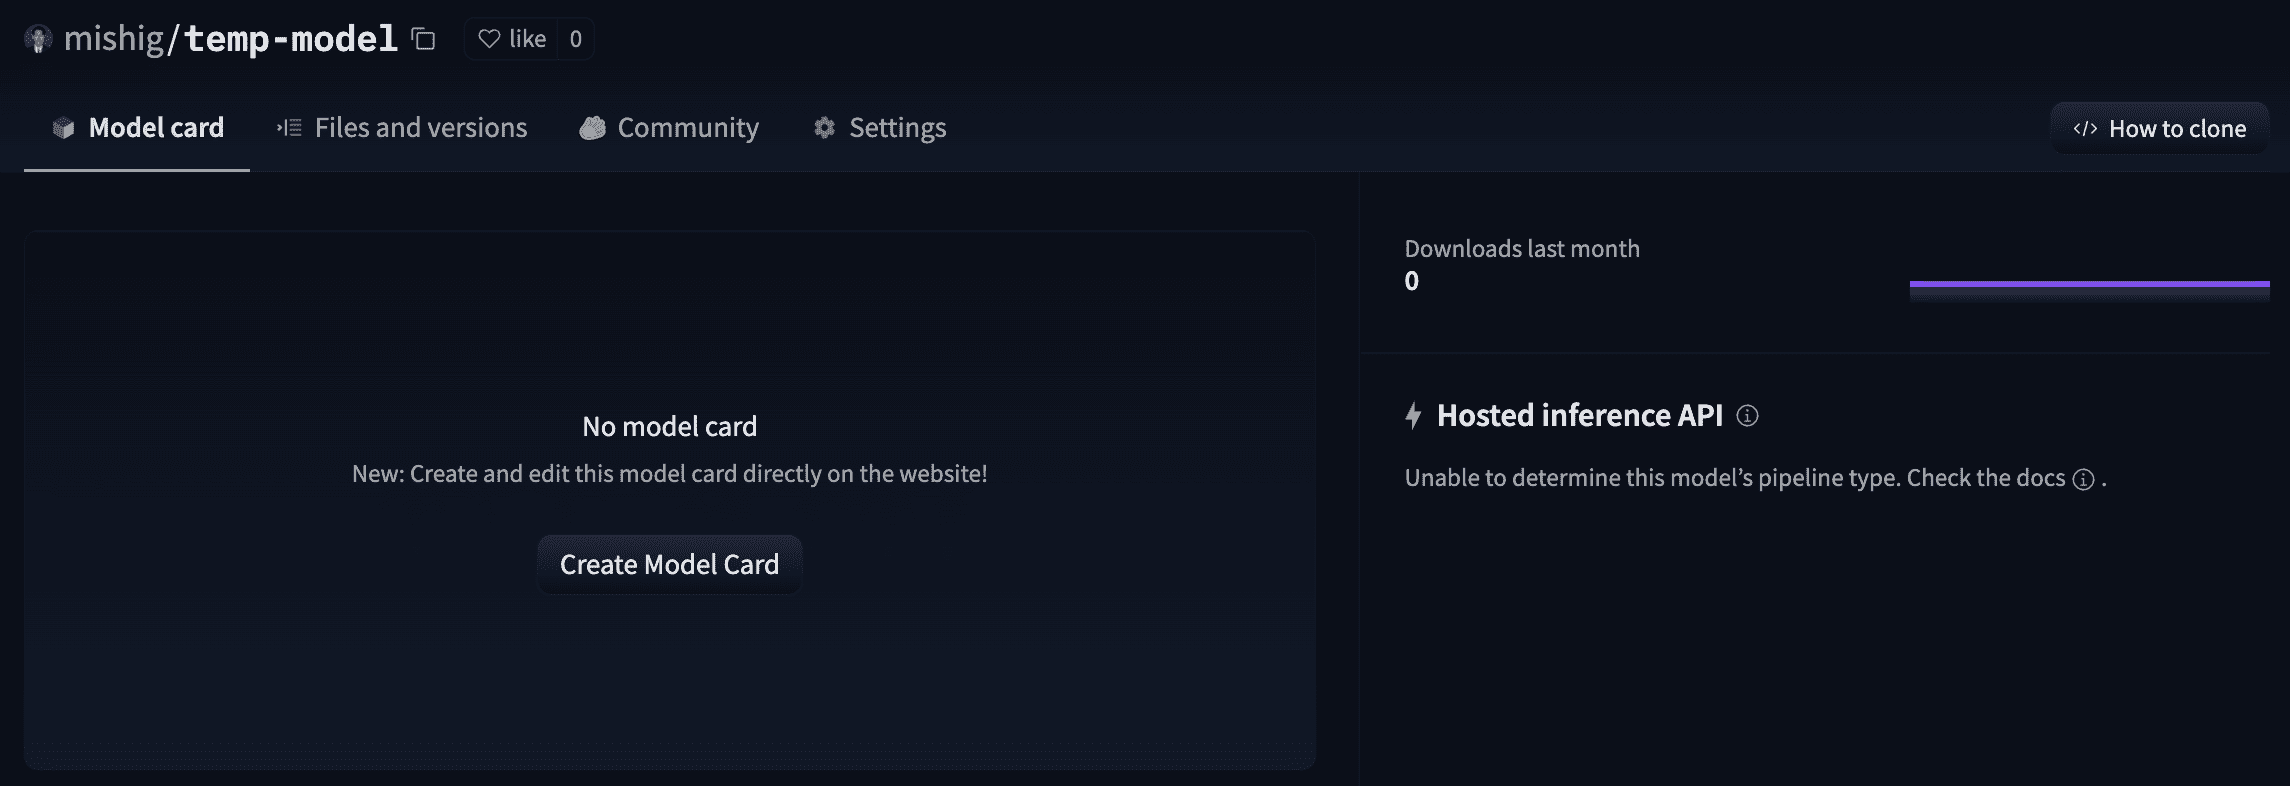 mishig/temp-model like 0
Model card Files and versions Community Settings </> How to clone
Downloads last month
0
No model card
New: Create and edit this model card directly on the website!
Create Model Card
Hosted inference API
Unable to determine this model’s pipeline type. Check the docs .